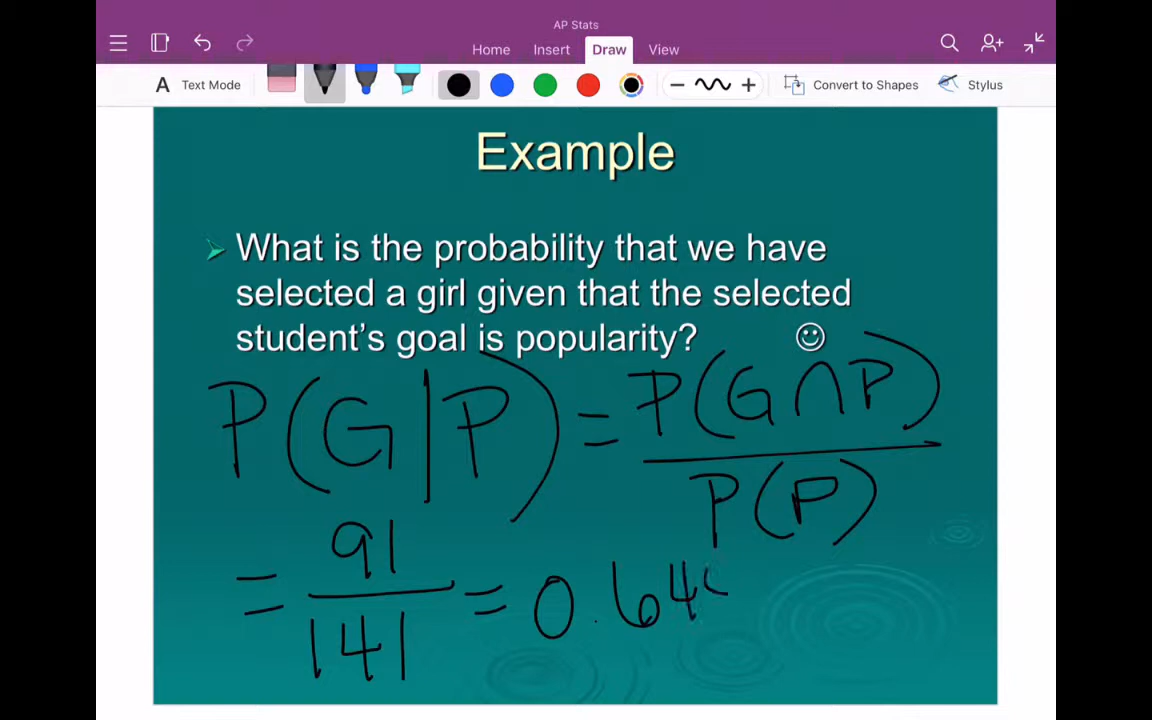 AP Stats
Home Insert Draw View
A Text Mode Convert to Shapes Stylus
Example
What is the probability that we have
selected a girl given that the selected
student's goal is popularity? ☺
P(G|P) = P(G∩P)
P(P)
= 91
141
= 0.64